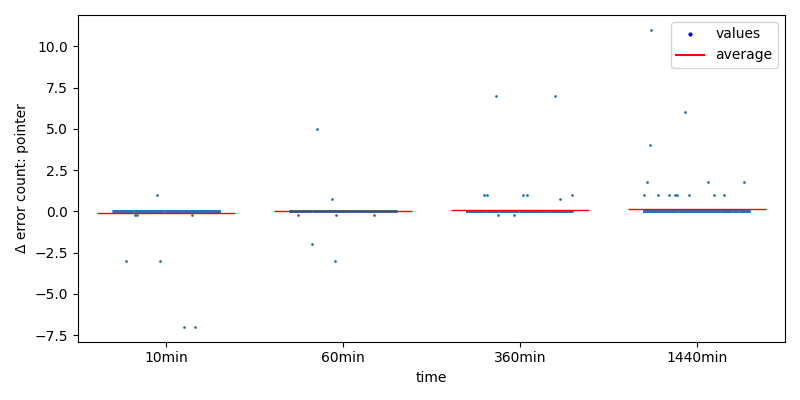 values
average
10.0
7.5
5.0
2.5
0.0
−2.5
−5.0
−7.5
Δ error count: pointer
10min 60min 360min 1440min
time